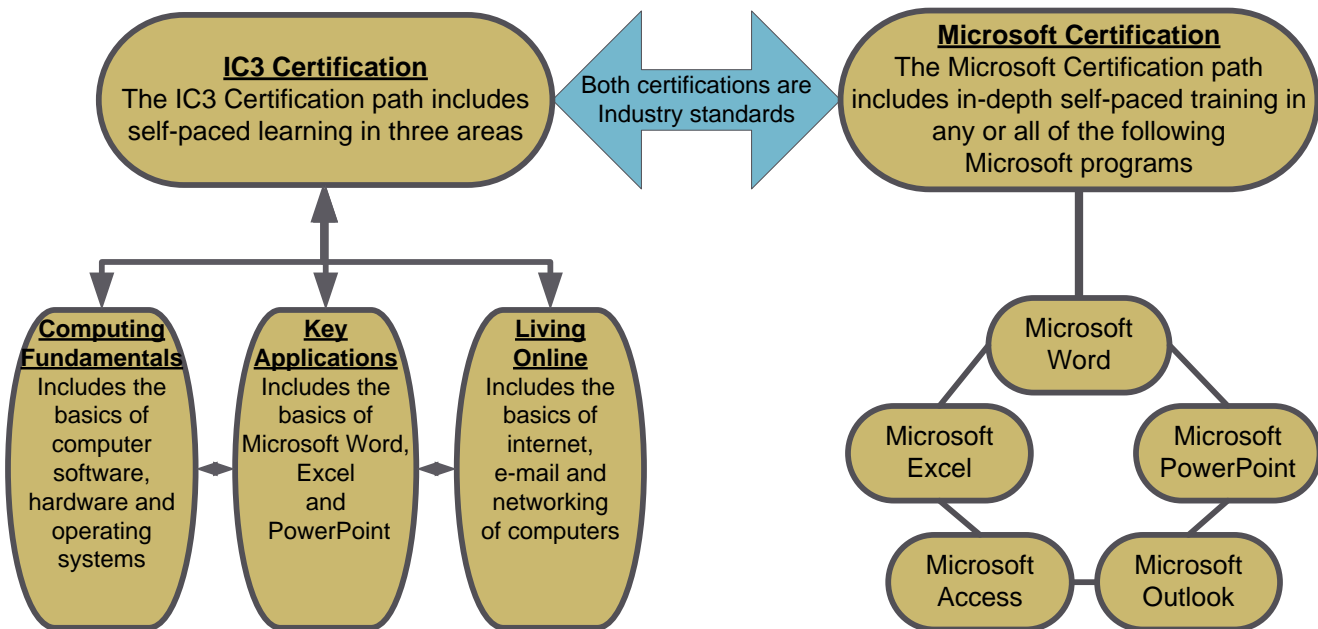 IC3 Certification
The IC3 Certification path includes
self-paced learning in three areas
Both certifications are
Industry standards
Microsoft Certification
The Microsoft Certification path
includes in-depth self-paced training in
any or all of the following
Microsoft programs
Computing
Fundamentals
Includes the
basics of
computer
software,
hardware and
operating
systems
Key
Applications
Includes the
basics of
Microsoft Word,
Excel
and
PowerPoint
Living
Online
Includes the
basics of
internet,
e-mail and
networking
of computers
Microsoft
Word
Microsoft
Excel
Microsoft
PowerPoint
Microsoft
Access
Microsoft
Outlook